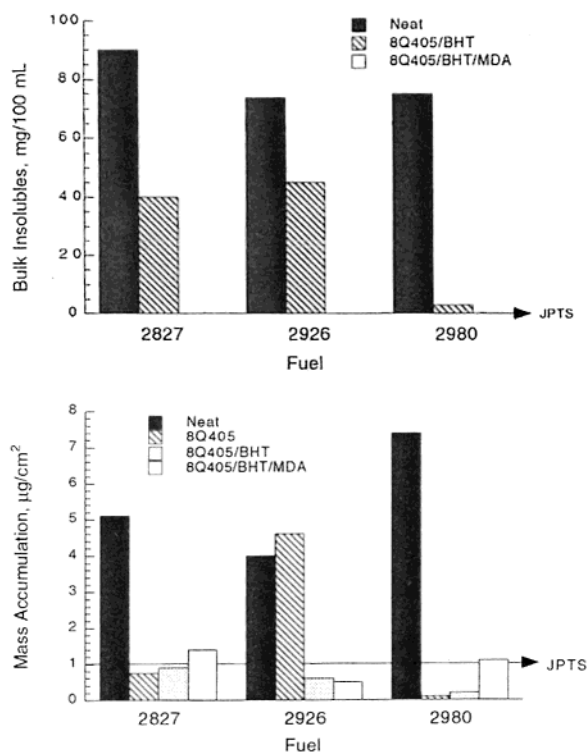 100
80
60
40
20
0
Bulk Insolubles, mg/100 mL
Neat
8Q405/BHT
8Q405/BHT/MDA
JPTS
2827 2926 2980
Fuel
8
7
6
5
4
3
2
1
0
Mass Accumulation, µg/cm²
Neat
8Q405
8Q405/BHT
8Q405/BHT/MDA
JPTS
2827 2926 2980
Fuel